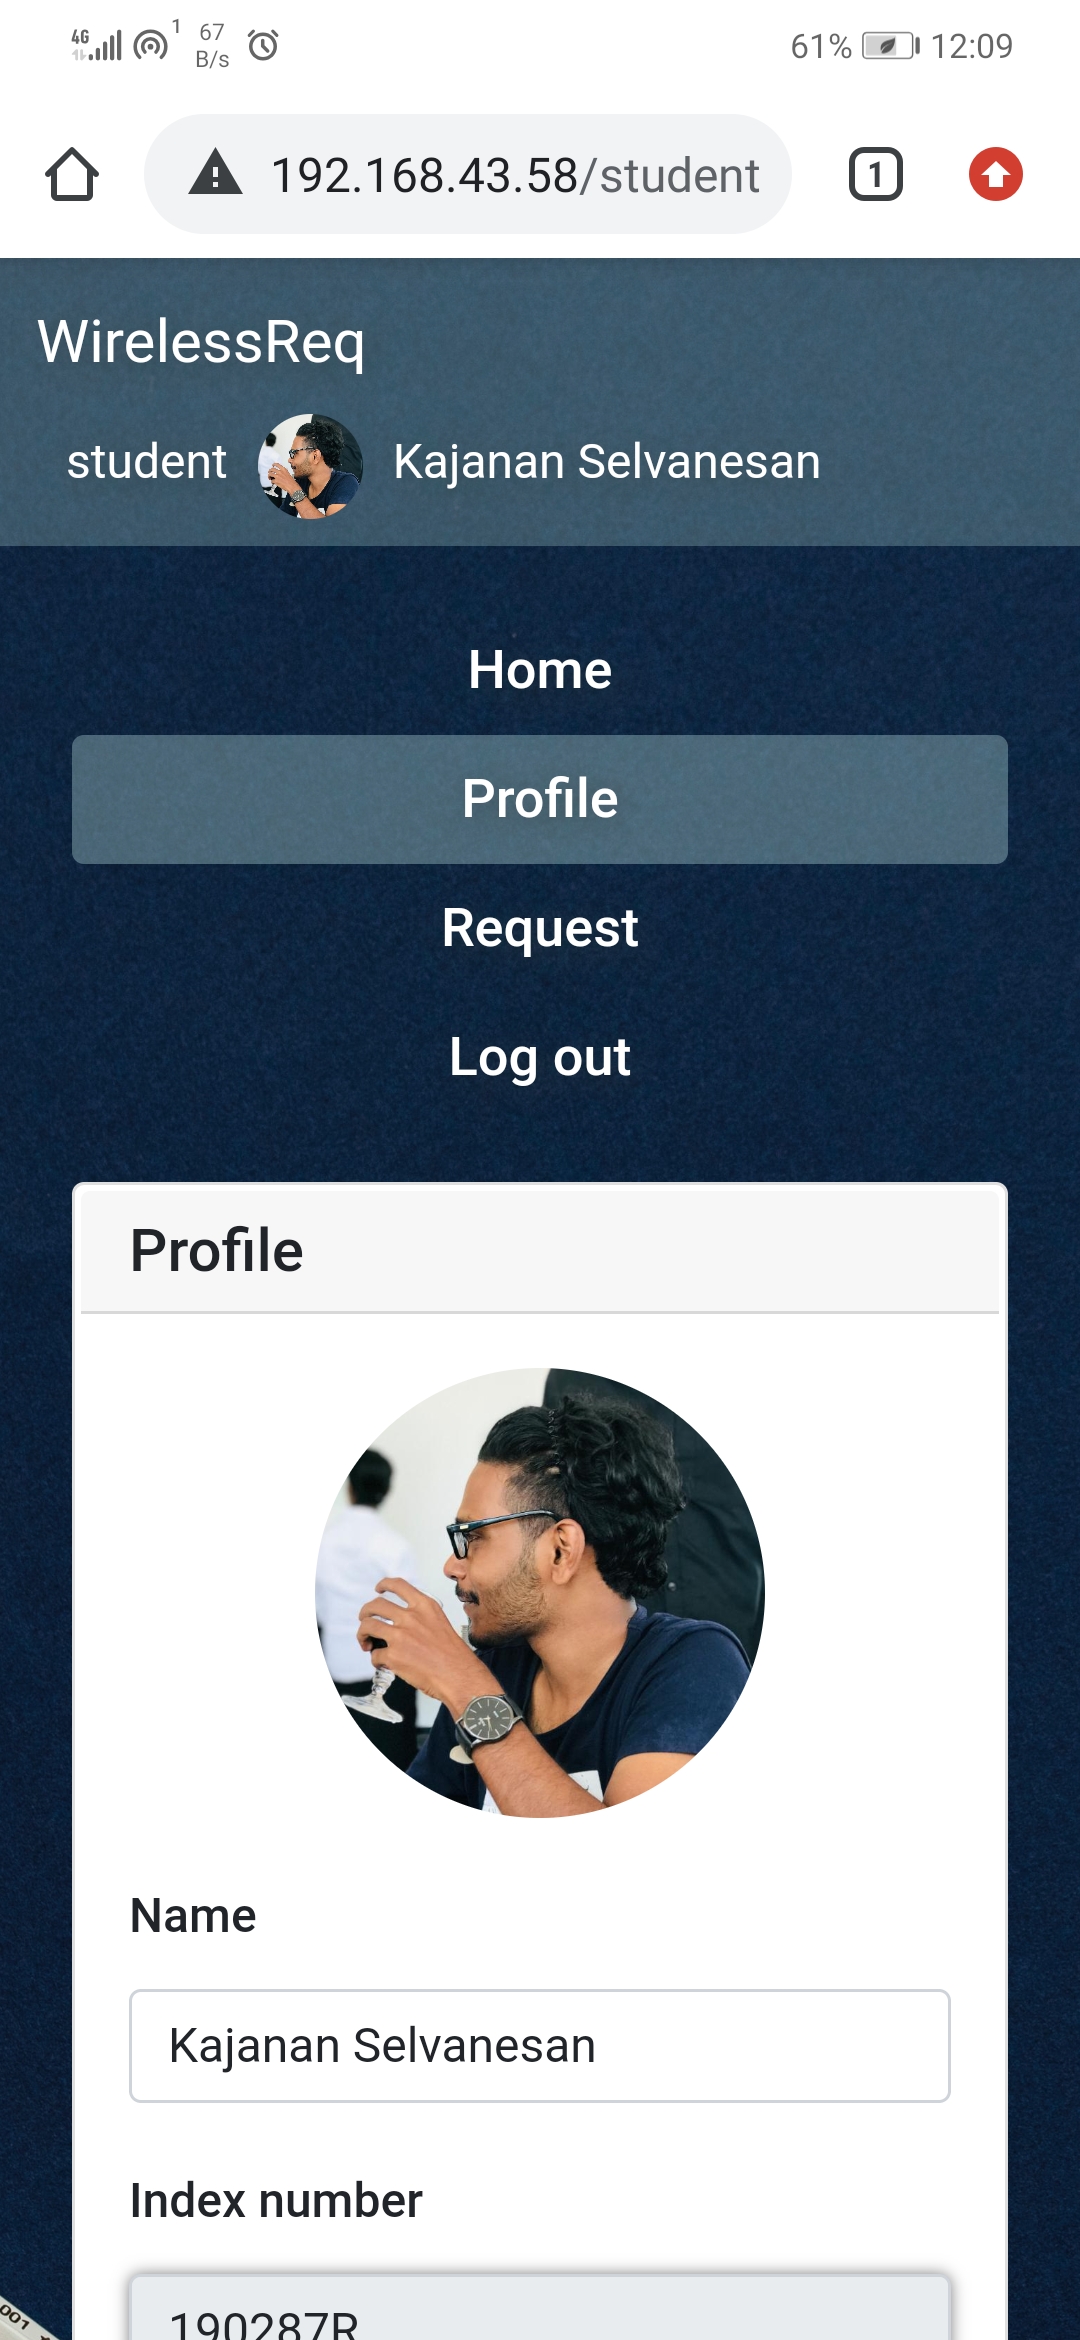 4G 1 67 B/s 61% 12:09
192.168.43.58/student 1
WirelessReq
student Kajanan Selvanesan
Home
Profile
Request
Log out
Profile
Name
Kajanan Selvanesan
Index number
190287R
001